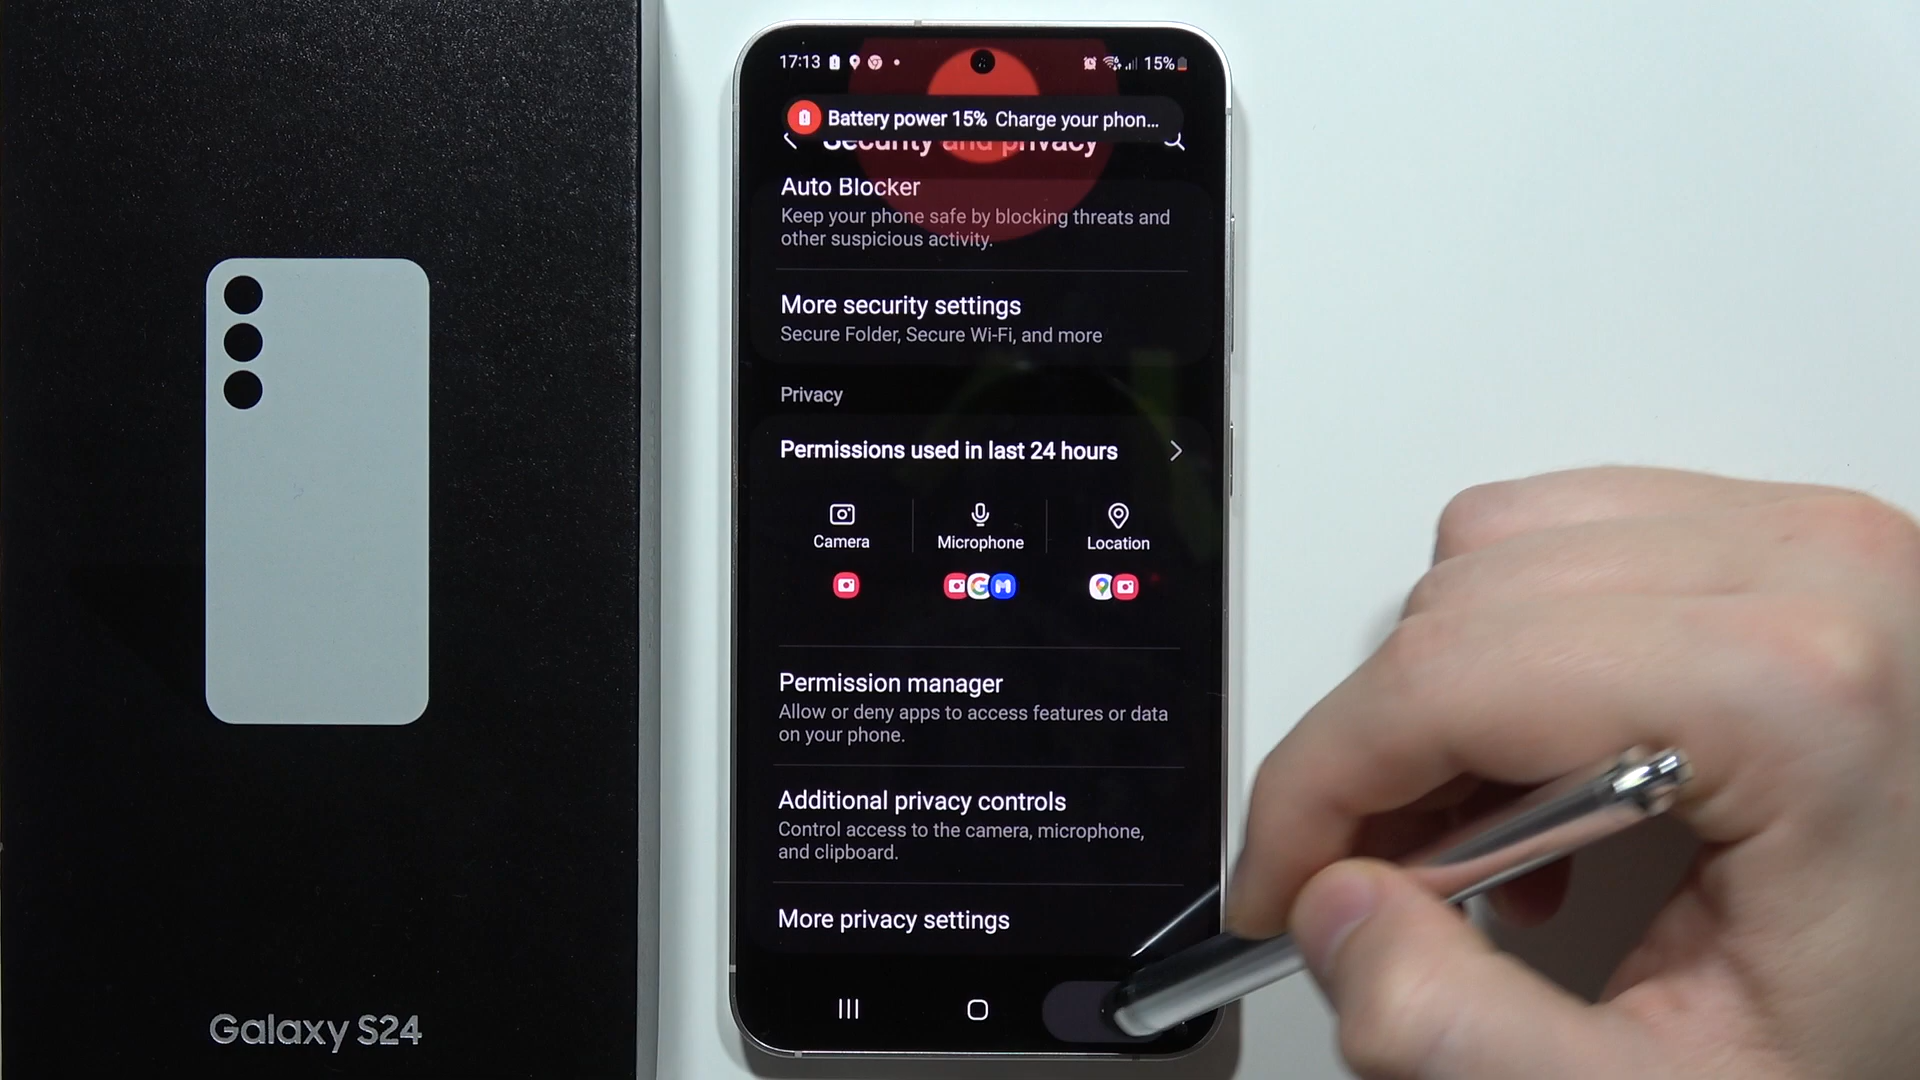 17:13
15%
Battery power 15% Charge your phon...
Security and privacy
Auto Blocker
Keep your phone safe by blocking threats and
other suspicious activity.
More security settings
Secure Folder, Secure Wi-Fi, and more
Privacy
Permissions used in last 24 hours
Camera
Microphone
Location
Permission manager
Allow or deny apps to access features or data
on your phone.
Additional privacy controls
Control access to the camera, microphone,
and clipboard.
More privacy settings
Galaxy S24